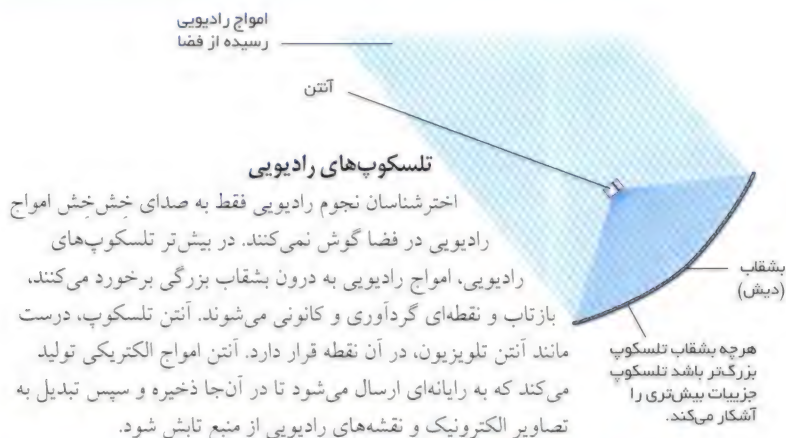 امواج رادیویی
رسیده از فضا
آنتن
تلسکوپ‌های رادیویی
اخترشناسان نجوم رادیویی فقط به صدای خش‌خش امواج
رادیویی در فضا گوش نمی‌کنند. در بیش‌تر تلسکوپ‌های
رادیویی، امواج رادیویی به درون بشقاب بزرگی برخورد می‌کنند،
بازتاب و نقطه‌ای گردآوری و کانونی می‌شوند. آنتن تلسکوپ، درست
مانند آنتن تلویزیون، در آن نقطه قرار دارد. آنتن امواج الکتریکی تولید
می‌کند که به رایانه‌ای ارسال می‌شود تا در آن‌جا ذخیره و سپس تبدیل به
تصاویر الکترونیک و نقشه‌های رادیویی از منبع تابش شود.
بشقاب
(دیش)
هرچه بشقاب تلسکوپ
بزرگ‌تر باشد تلسکوپ
جزییات بیش‌تری را
آشکار می‌کند.